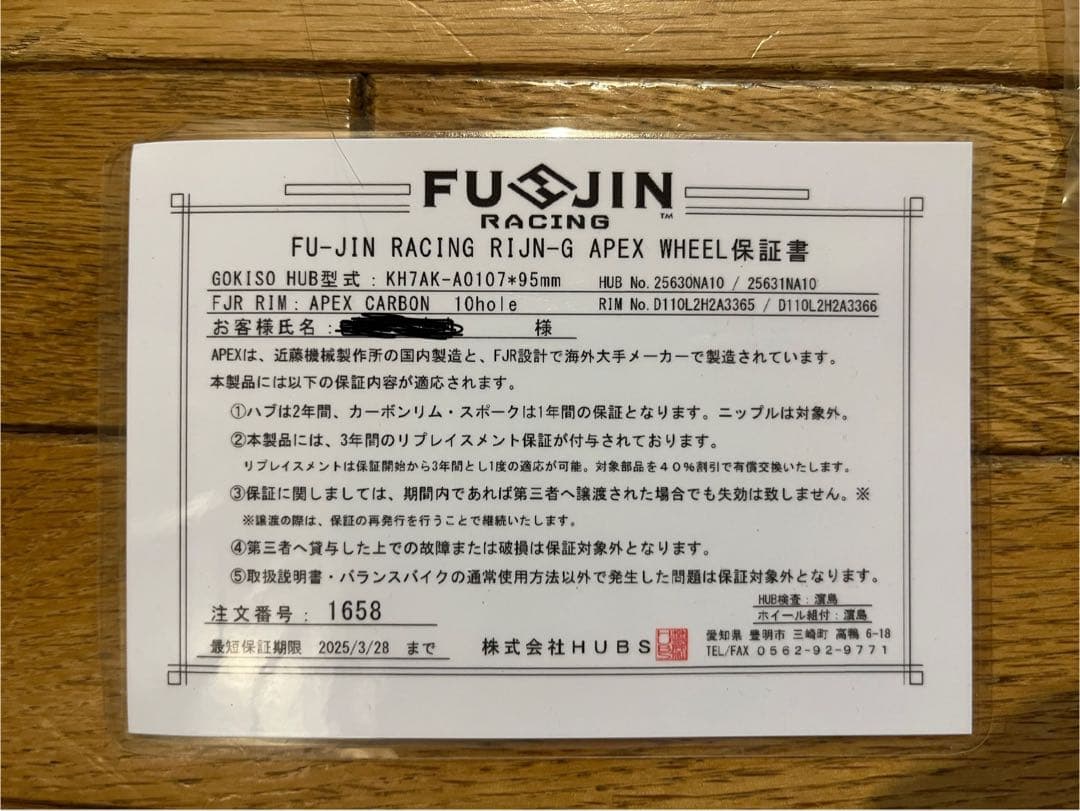 FU-JIN
RACING ™
FU-JIN RACING RIJN-G APEX WHEEL保証書
GOKISO HUB型式：KH7AK-A0107*95mm HUB No. 25630NA10 / 25631NA10
FJR RIM：APEX CARBON 10hole RIM No. D110L2H2A3365 / D110L2H2A3366
お客様氏名： 様
APEXは、近藤機械製作所の国内製造と、FJR設計で海外大手メーカーで製造されています。
本製品には以下の保証内容が適応されます。
①ハブは2年間、カーボンリム・スポークは1年間の保証となります。ニップルは対象外。
②本製品には、3年間のリプレイスメント保証が付与されております。
リプレイスメントは保証開始から3年間とし1度の適応が可能。対象部品を40%割引で有償交換いたします。
③保証に関しましては、期間内であれば第三者へ譲渡された場合でも失効は致しません。※
※譲渡の際は、保証の再発行を行うことで継続いたします。
④第三者へ貸与した上での故障または破損は保証対象外となります。
⑤取扱説明書・バランスバイクの通常使用方法以外で発生した問題は保証対象外となります。
注文番号：1658
HUB検査：濵島
ホイール組付：濵島
最短保証期限 2025/3/28 まで
株式会社HUBS
愛知県 豊明市 三崎町 高鴨 6-18
TEL/FAX 0562-92-9771